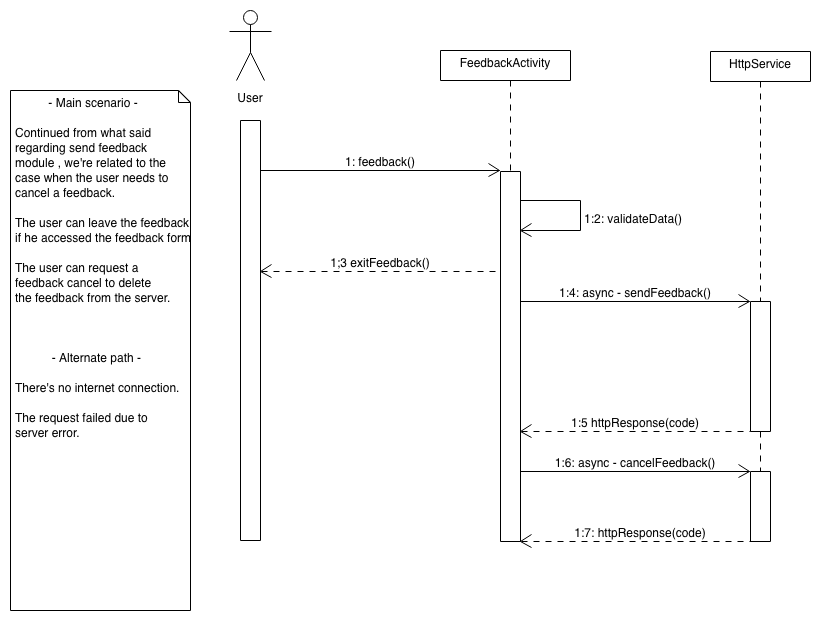 User
FeedbackActivity
HttpService
- Main scenario -
Continued from what said
regarding send feedback
module , we're related to the
case when the user needs to
cancel a feedback.
The user can leave the feedback
if he accessed the feedback form
The user can request a
feedback cancel to delete
the feedback from the server.
- Alternate path -
There's no internet connection.
The request failed due to
server error.
1: feedback()
1:2: validateData()
1;3 exitFeedback()
1:4: async - sendFeedback()
1:5 httpResponse(code)
1:6: async - cancelFeedback()
1:7: httpResponse(code)